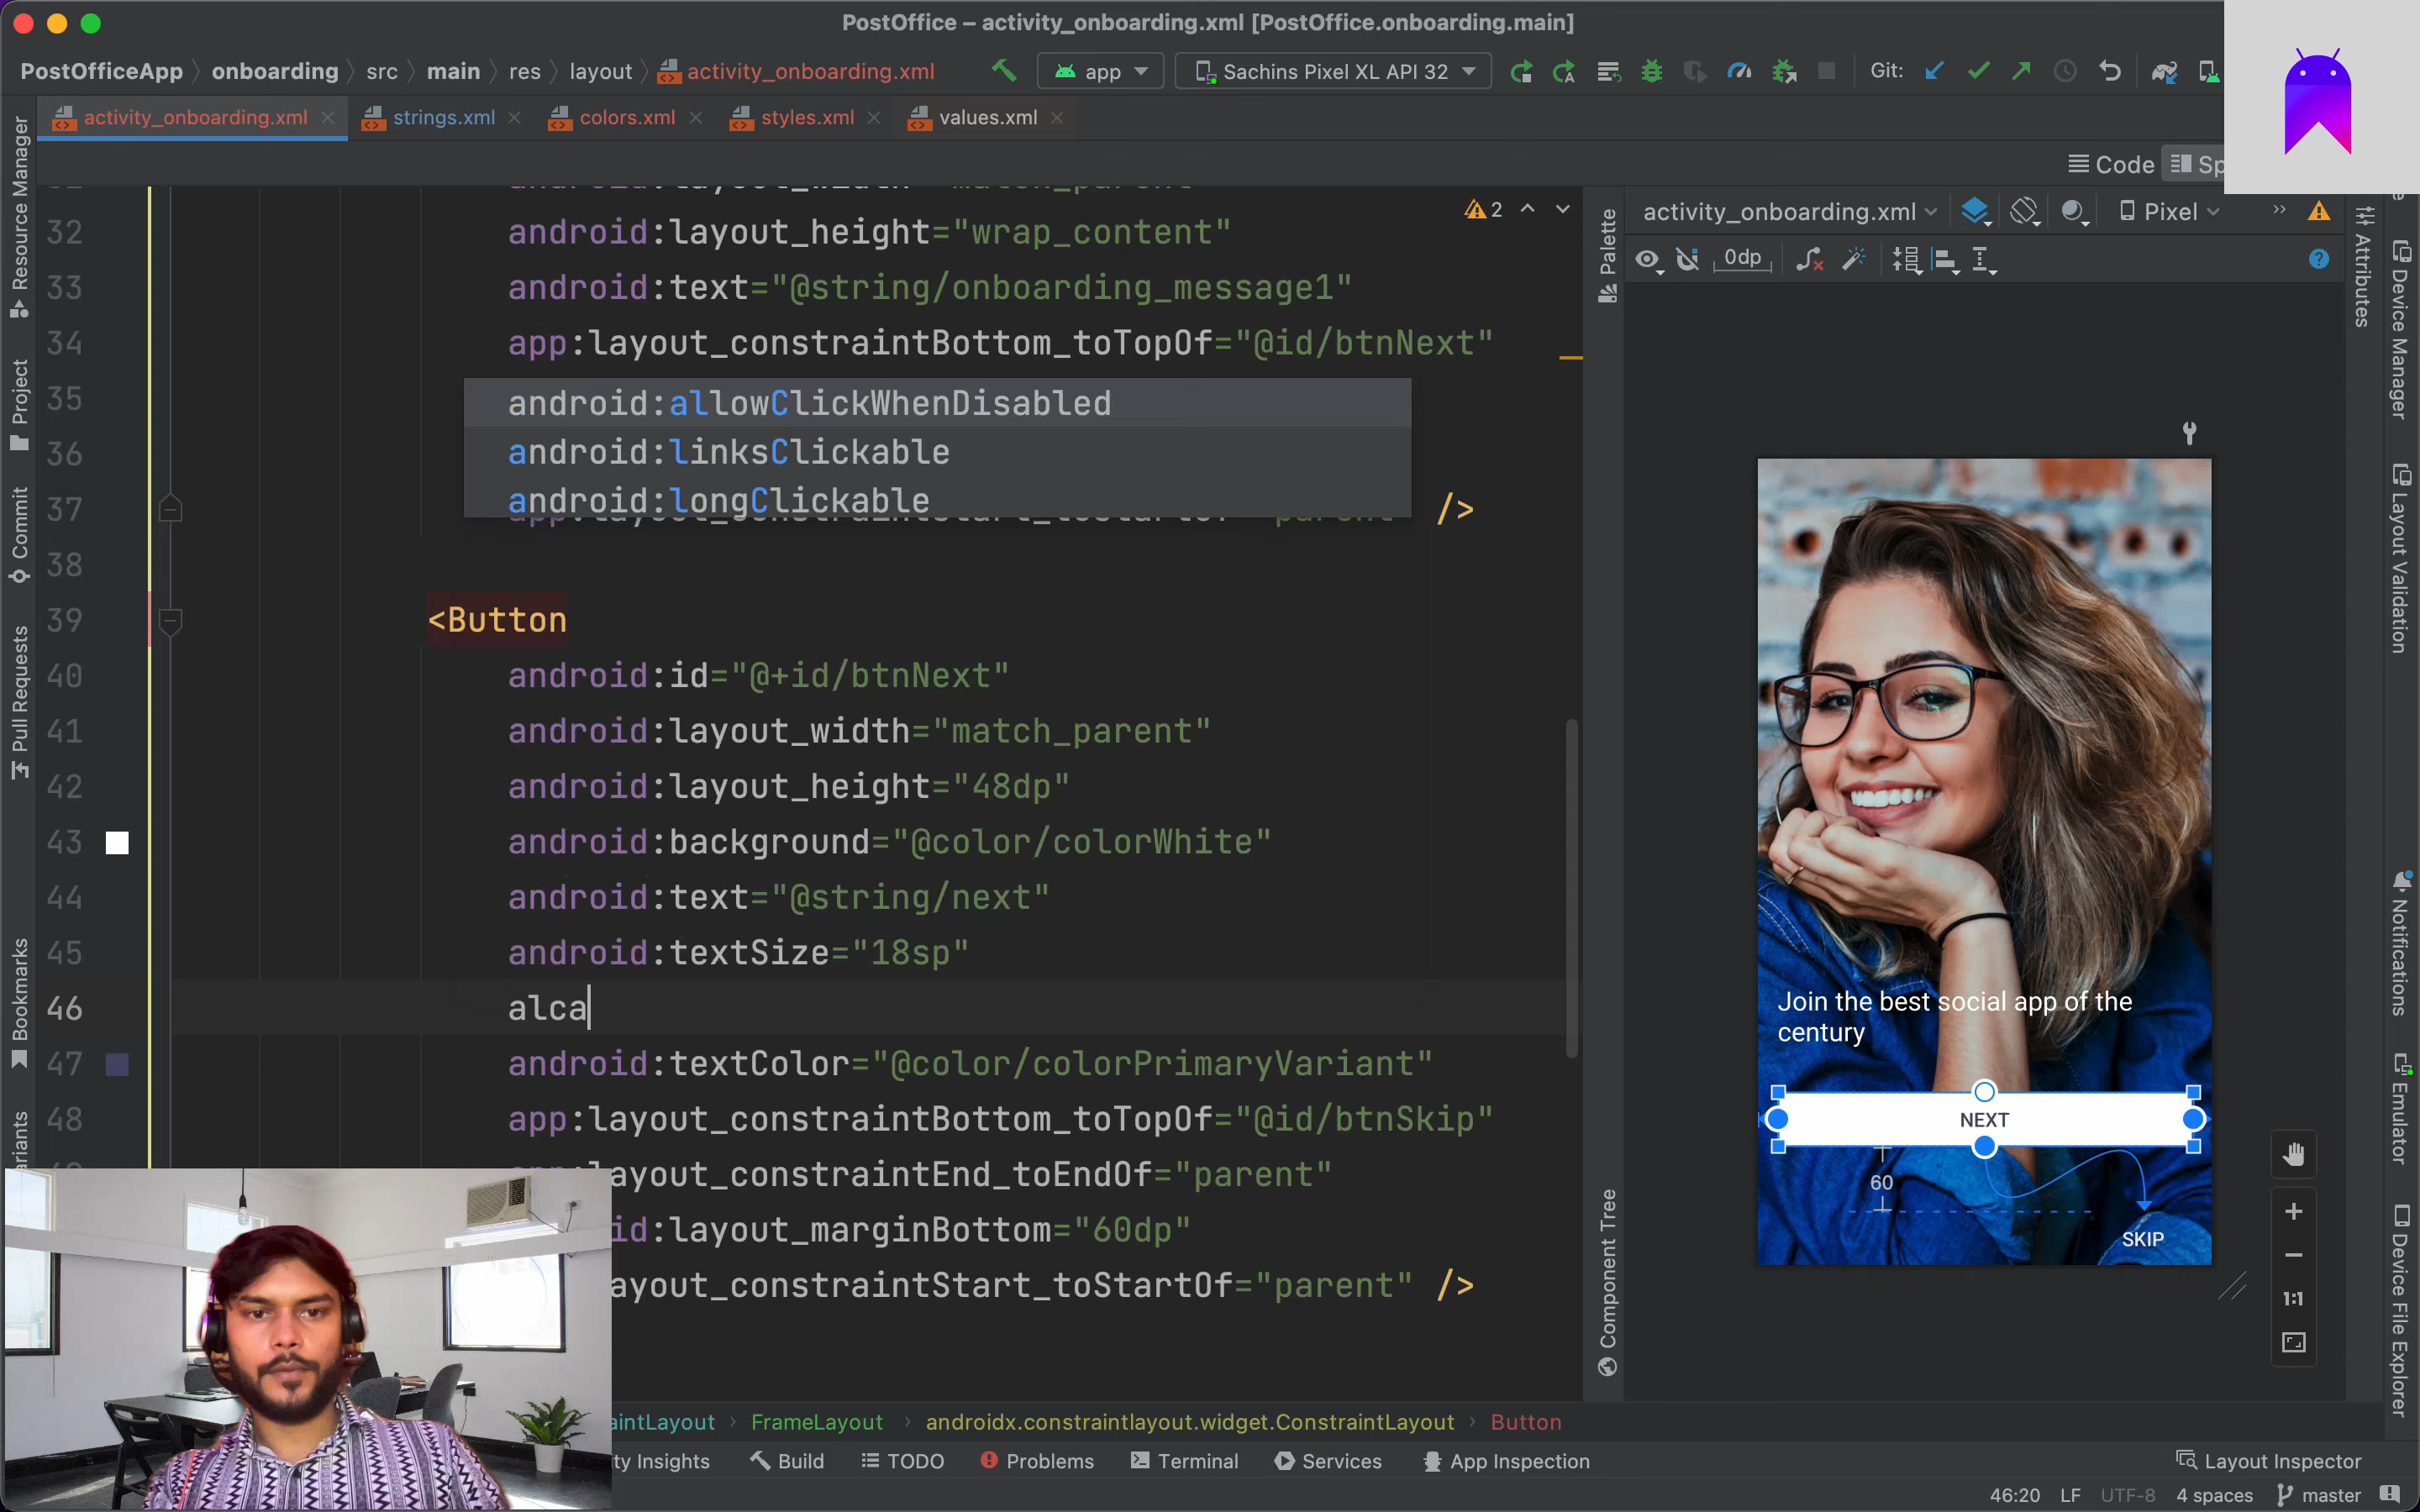 PostOffice – activity_onboarding.xml [PostOffice.onboarding.main]
PostOfficeApp onboarding src main res layout activity_onboarding.xml
app
Sachins Pixel XL API 32
Git:
activity_onboarding.xml
strings.xml
colors.xml
styles.xml
values.xml
Code
Resource Manager
Project
Commit
Pull Requests
Bookmarks
32 android:layout_height="wrap_content"
33 android:text="@string/onboarding_message1"
34 app:layout_constraintBottom_toTopOf="@id/btnNext"
35 android:allowClickWhenDisabled
36 android:linksClickable
android:longClickable
37 />
38
39 <Button
40 android:id="@+id/btnNext"
41 android:layout_width="match_parent"
42 android:layout_height="48dp"
43 android:background="@color/colorWhite"
44 android:text="@string/next"
45 android:textSize="18sp"
46 alca
47 android:textColor="@color/colorPrimaryVariant"
48 app:layout_constraintBottom_toTopOf="@id/btnSkip"
ayout_constraintEnd_toEndOf="parent"
id:layout_marginBottom="60dp"
ayout_constraintStart_toStartOf="parent" />
2
Palette
Component Tree
activity_onboarding.xml
Pixel
0dp
Join the best social app of the
century
NEXT
60
SKIP
1:1
Attributes
Device Manager
Layout Validation
Notifications
Emulator
Device File Explorer
aintLayout FrameLayout androidx.constraintlayout.widget.ConstraintLayout Button
ty Insights Build TODO Problems Terminal Services App Inspection Layout Inspector
46:20 LF UTF-8 4 spaces master